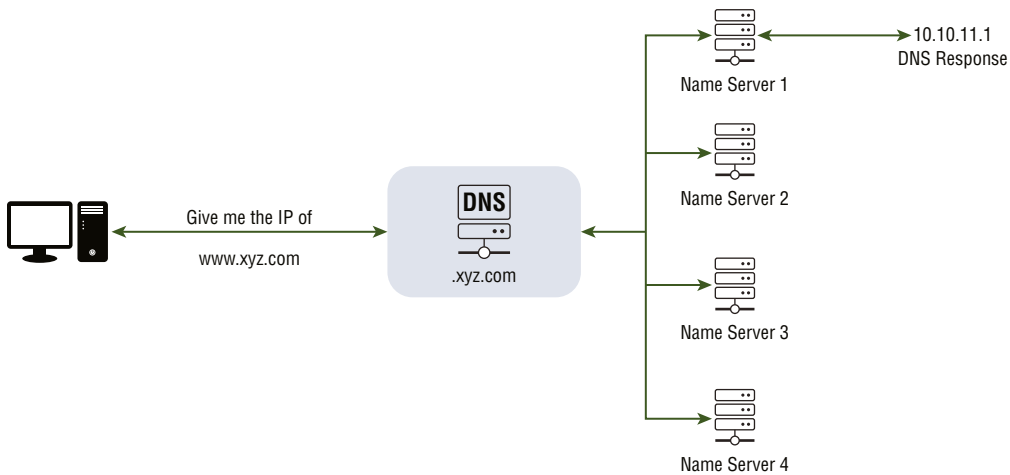 Give me the IP of
www.xyz.com
DNS
.xyz.com
Name Server 1
10.10.11.1
DNS Response
Name Server 2
Name Server 3
Name Server 4